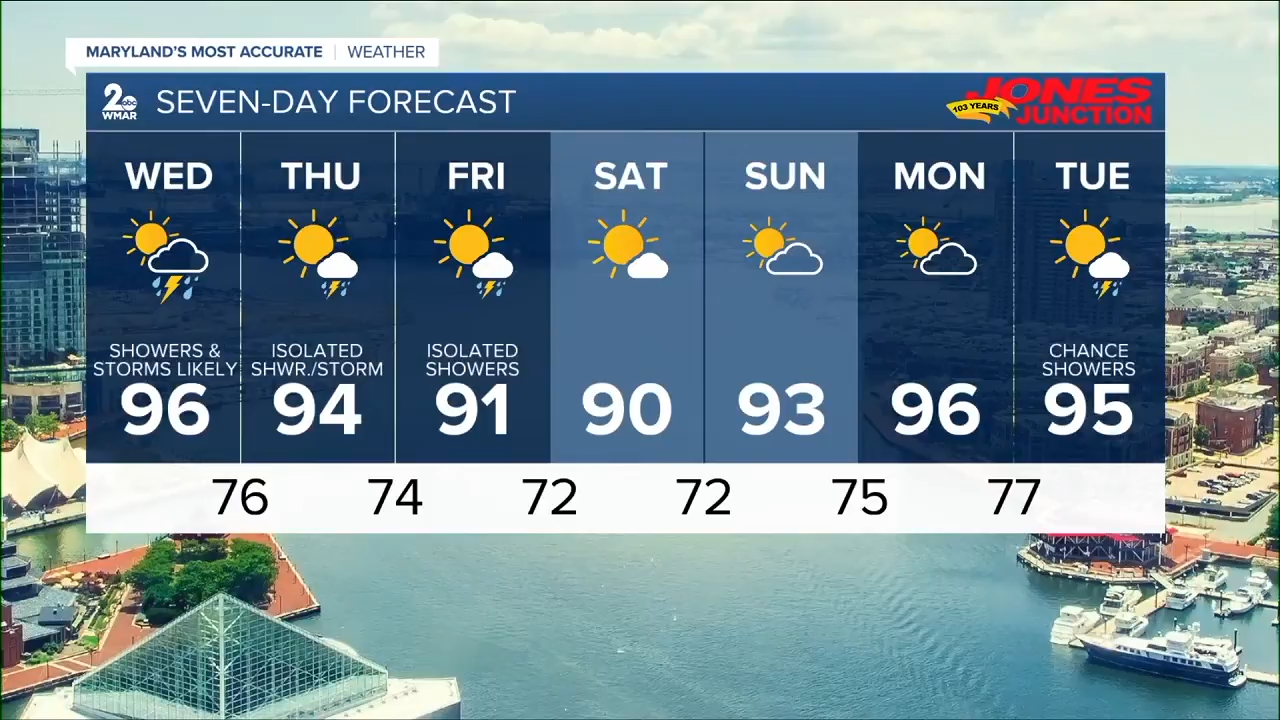 MARYLAND'S MOST ACCURATE | WEATHER
2 abc
WMAR
SEVEN-DAY FORECAST
103 YEARS
JONES
JUNCTION
WED THU FRI SAT SUN MON TUE
SHOWERS &
STORMS LIKELY
ISOLATED
SHWR./STORM
ISOLATED
SHOWERS
CHANCE
SHOWERS
96 94 91 90 93 96 95
76 74 72 72 75 77